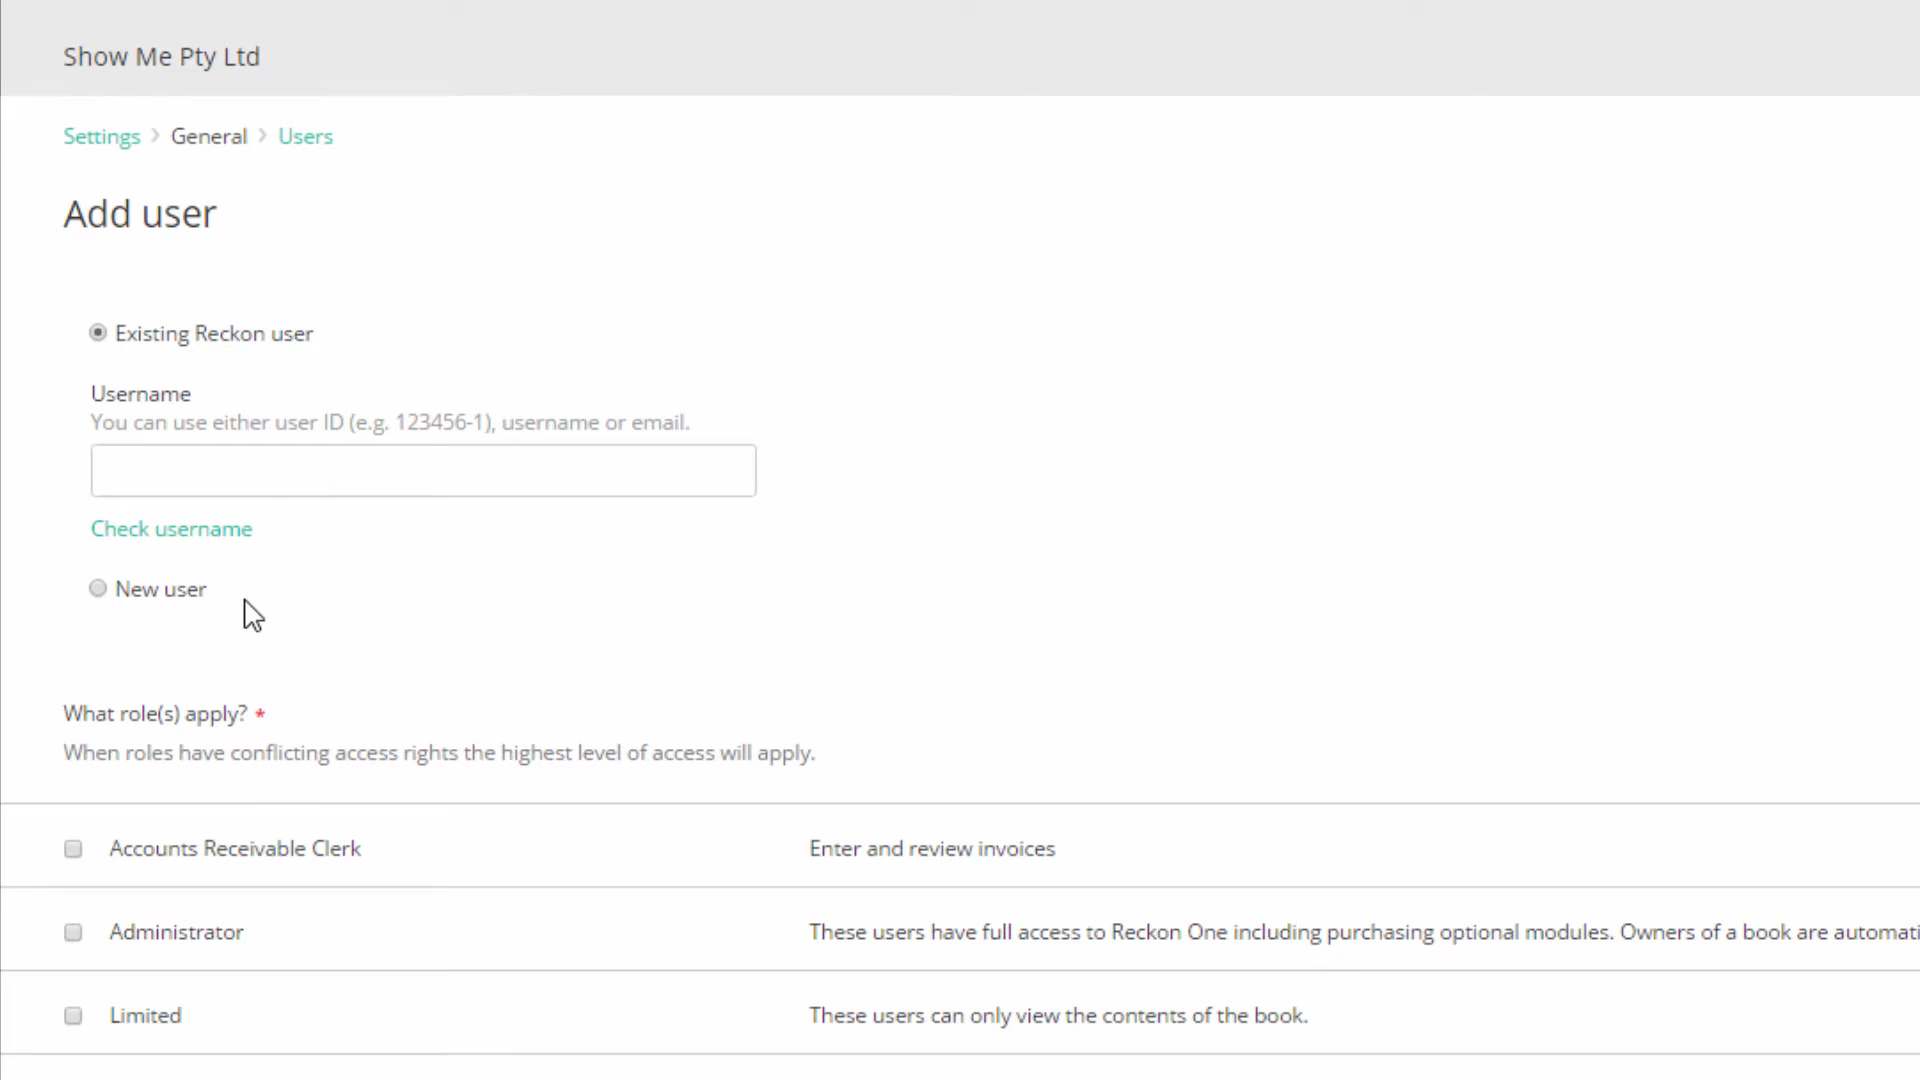 Show Me Pty Ltd
Settings > General > Users
Add user
Existing Reckon user
Username
You can use either user ID (e.g. 123456-1), username or email.
Check username
New user
What role(s) apply? *
When roles have conflicting access rights the highest level of access will apply.
Accounts Receivable Clerk Enter and review invoices
Administrator These users have full access to Reckon One including purchasing optional modules. Owners of a book are automati
Limited These users can only view the contents of the book.